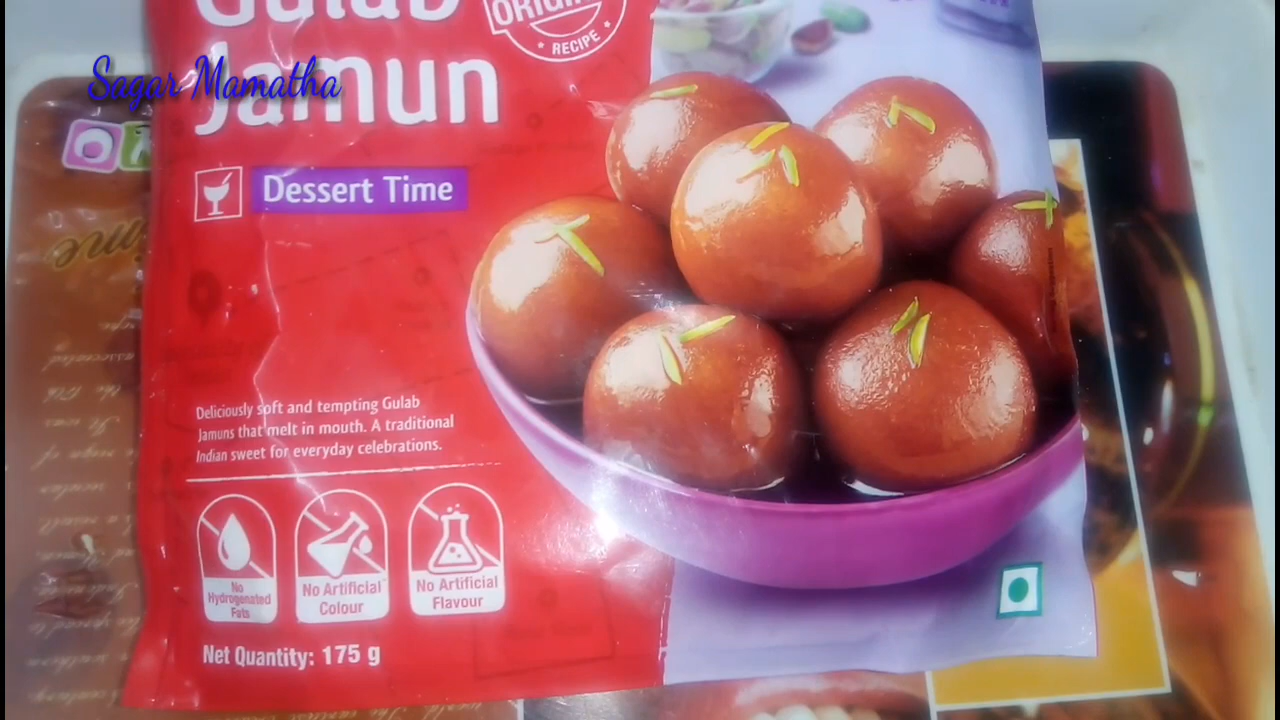 Gulab
ORIGINAL
RECIPE
Jamun
Sagar Mamatha
Dessert Time
Deliciously soft and tempting Gulab
Jamuns that melt in mouth. A traditional
Indian sweet for everyday celebrations.
No
Hydrogenated
Fats
No Artificial
Colour
No Artificial
Flavour
Net Quantity: 175 g